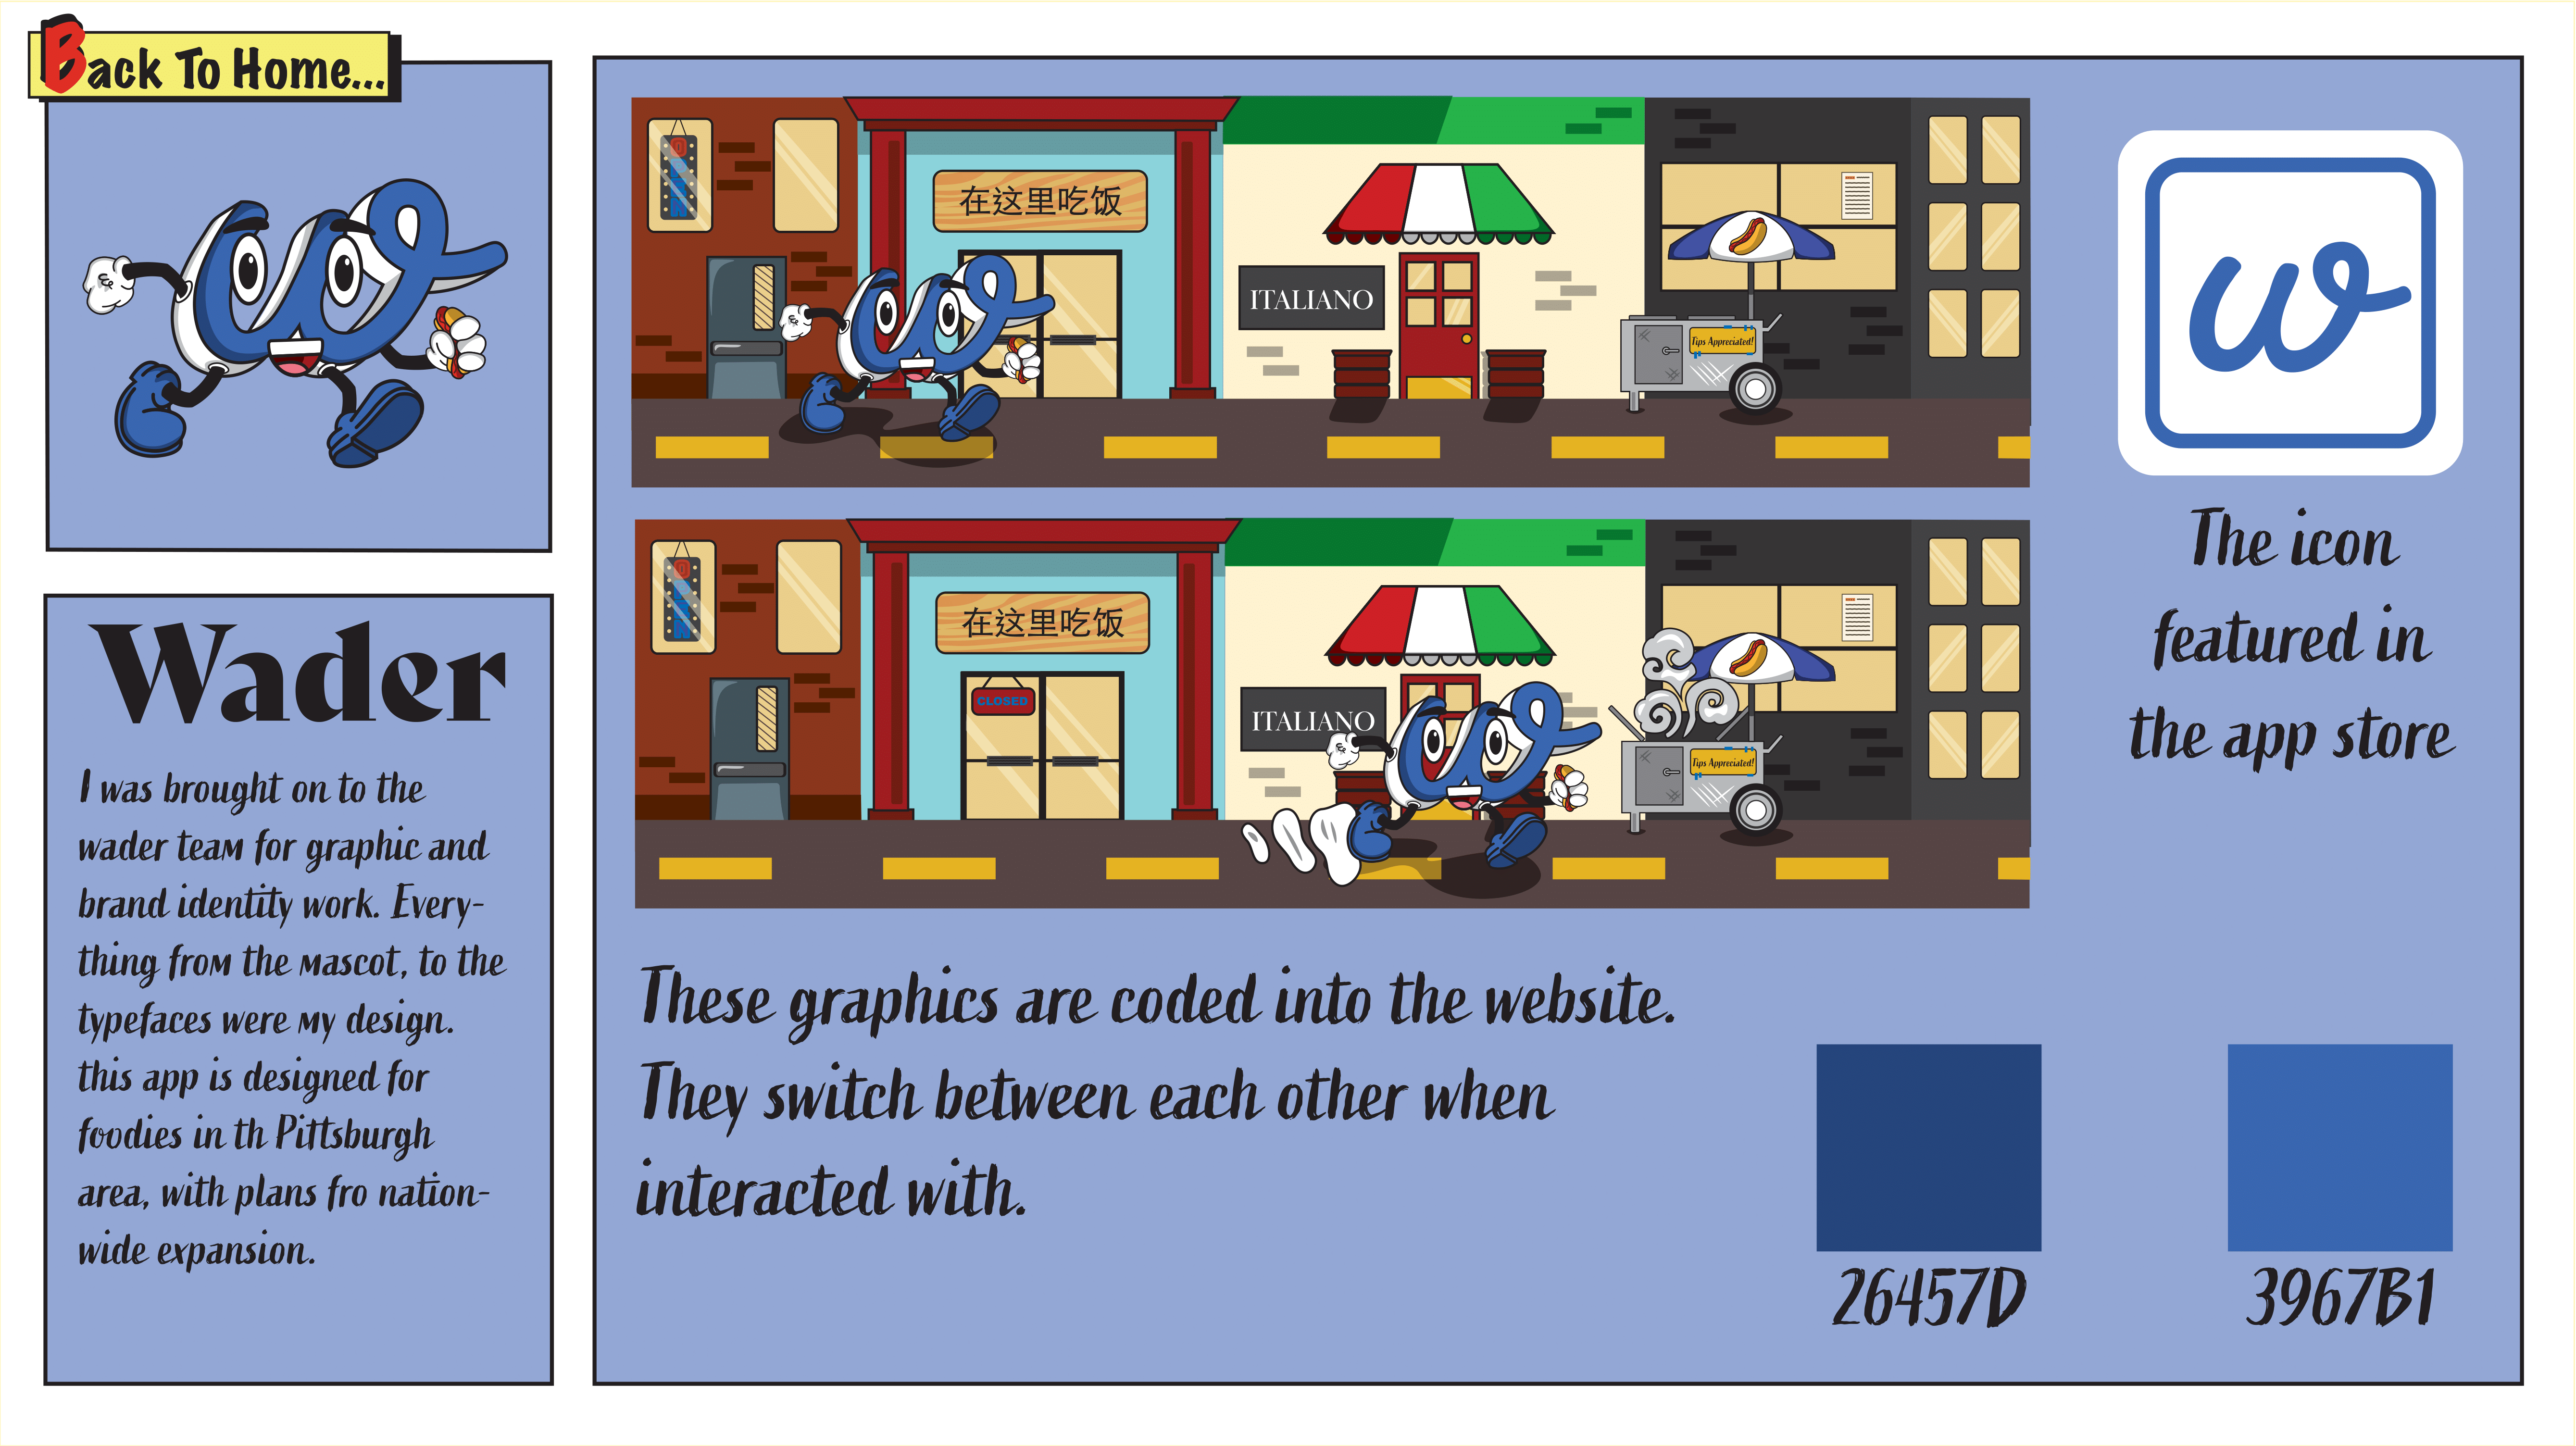 Back To Home...
在这里吃饭
ITALIANO
Tips Appreciated!
w
The icon
featured in
the app store
Wader
I was brought on to the
wader team for graphic and
brand identity work. Every-
thing from the mascot, to the
typefaces were my design.
this app is designed for
foodies in th Pittsburgh
area, with plans fro nation-
wide expansion.
在这里吃饭
CLOSED
ITALIANO
Tips Appreciated!
These graphics are coded into the website.
They switch between each other when
interacted with.
26457D
3967B1